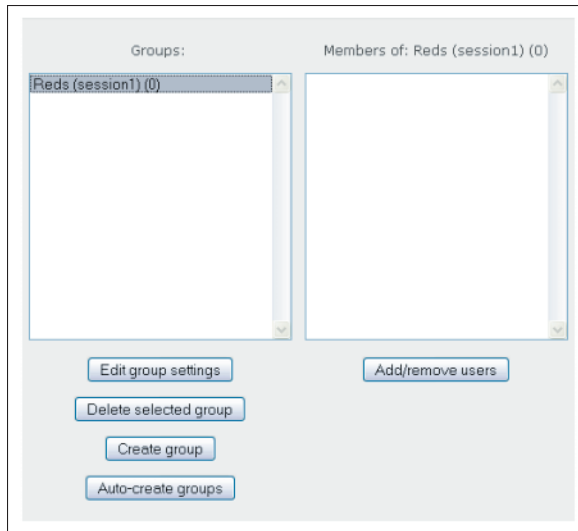 Groups:
Members of: Reds (session1) (0)
Reds (session1) (0)
Edit group settings
Add/remove users
Delete selected group
Create group
Auto-create groups